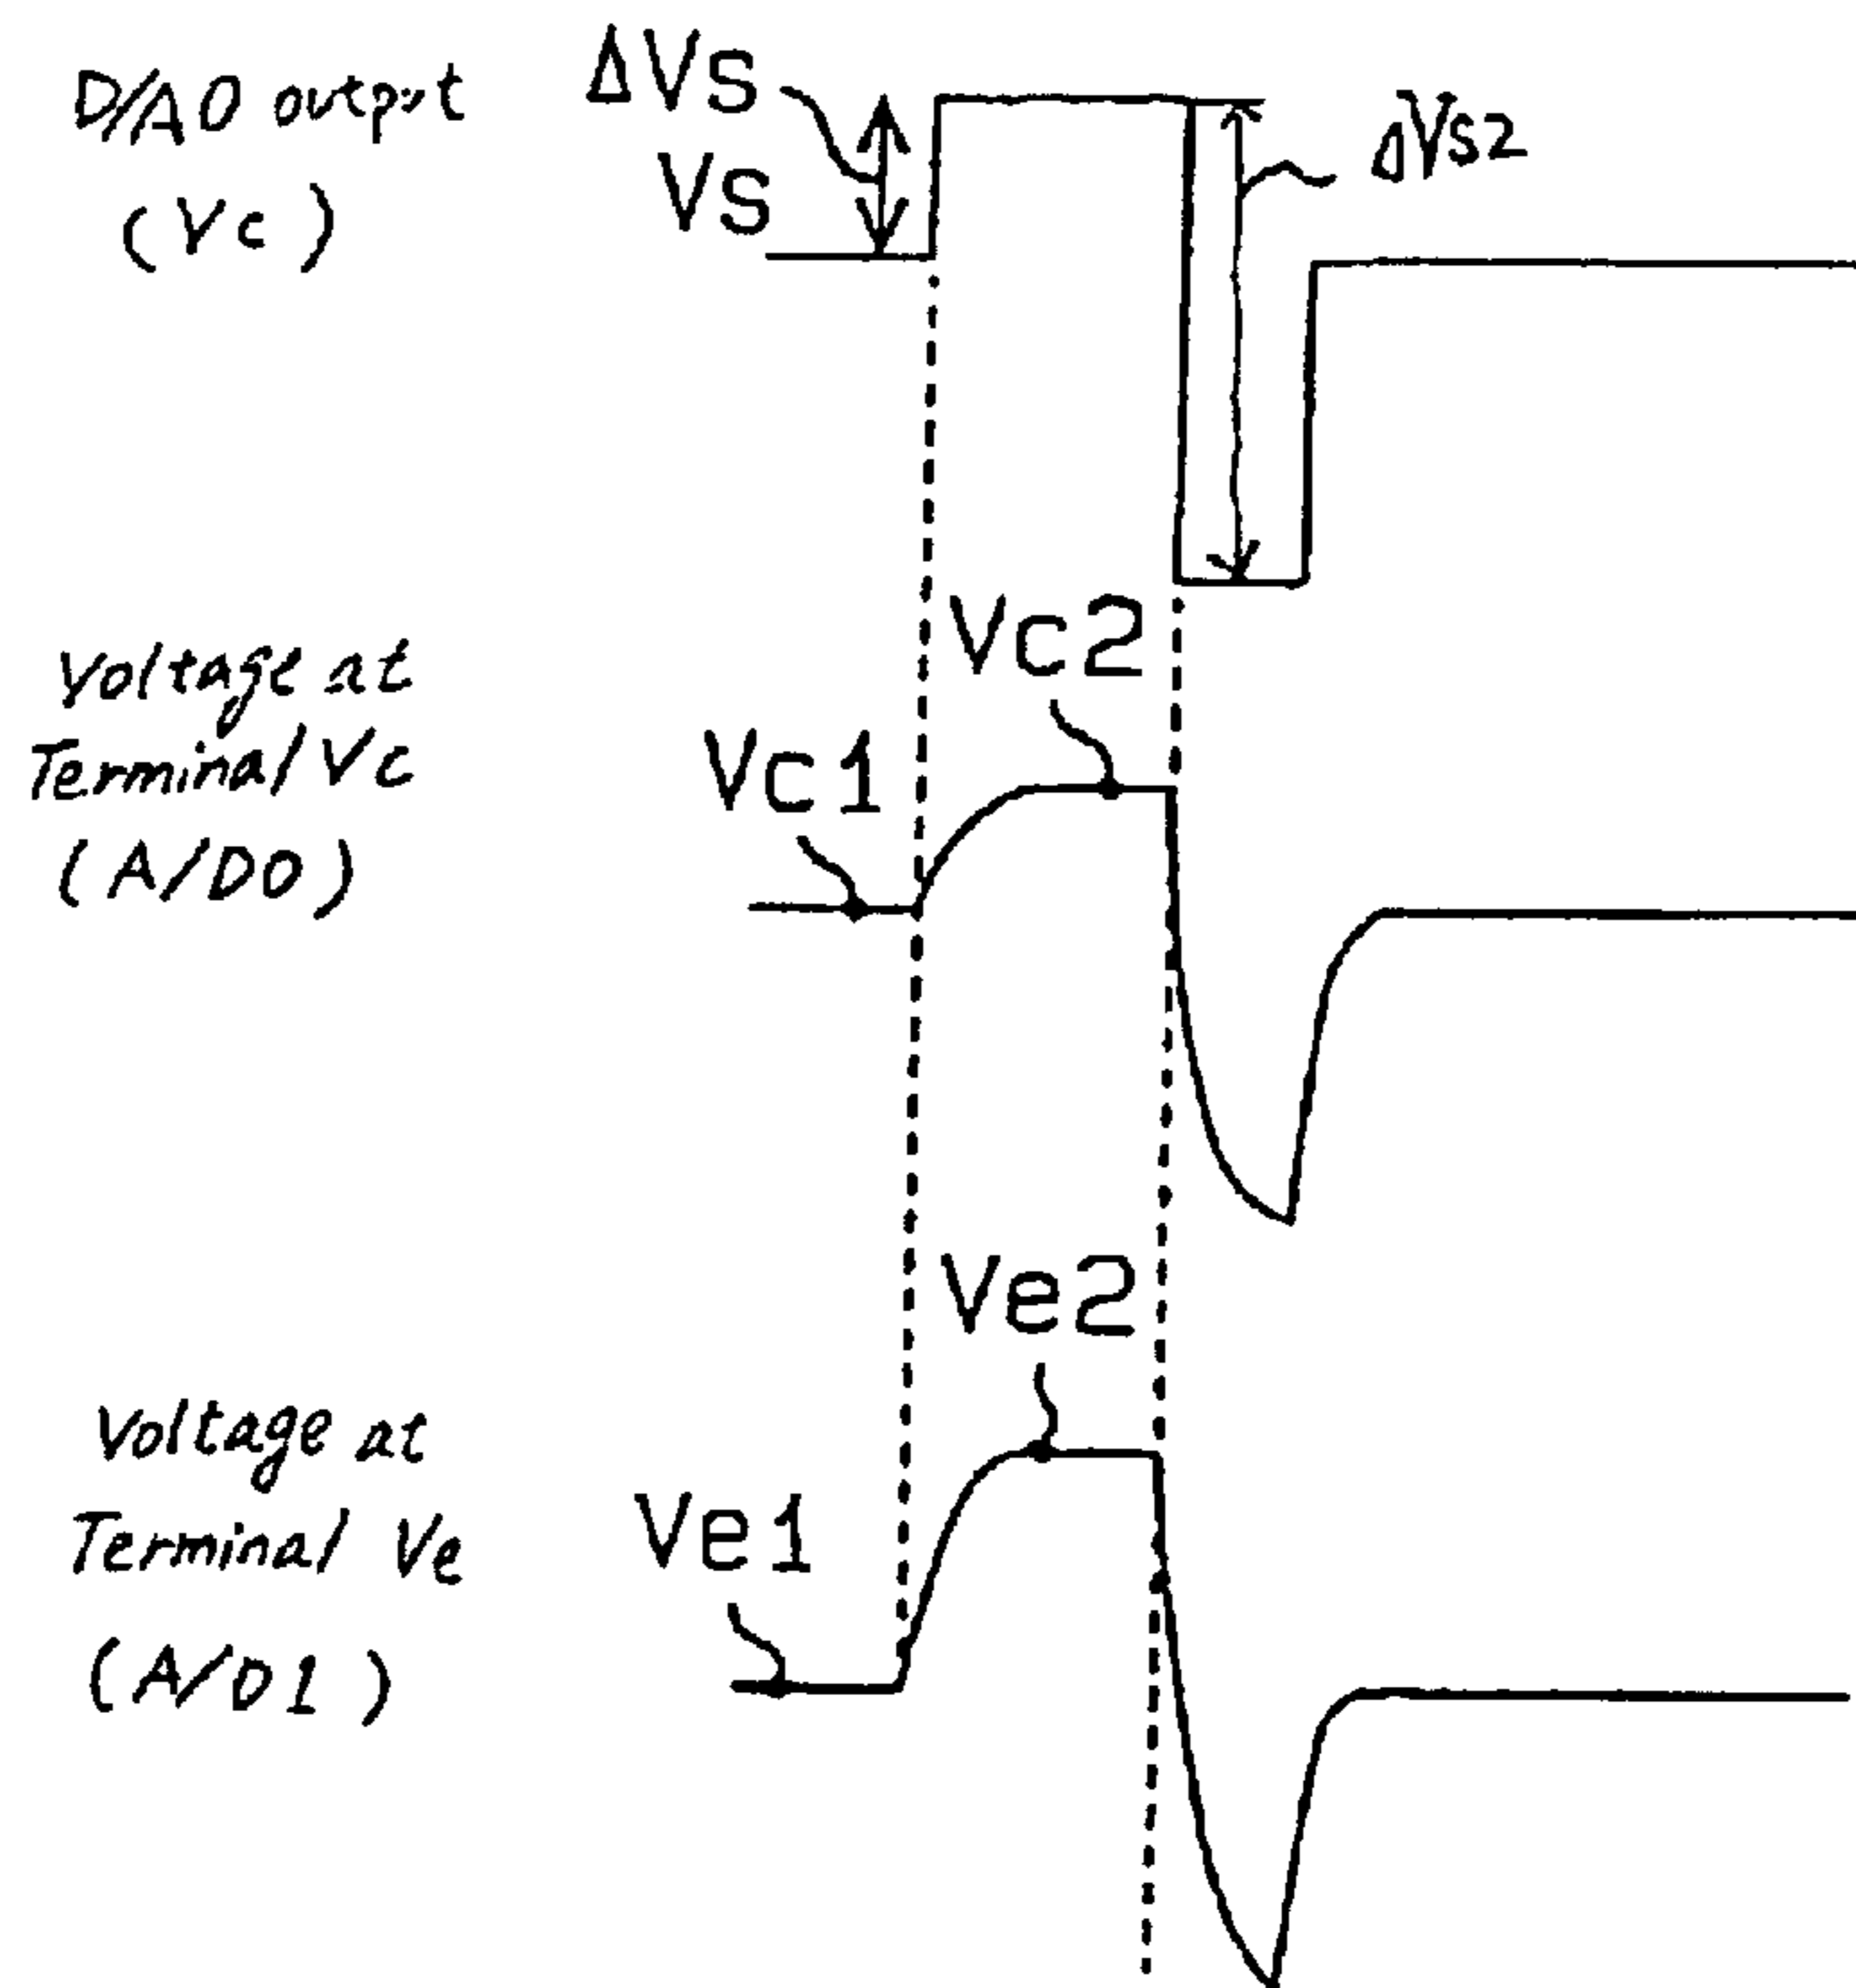 D/A0 output
(Vc)
ΔVs
Vs
ΔVs2
Voltage at
Terminal Vc
(A/D0)
Vc1
Vc2
Voltage at
Terminal Ve
(A/D1)
Ve1
Ve2